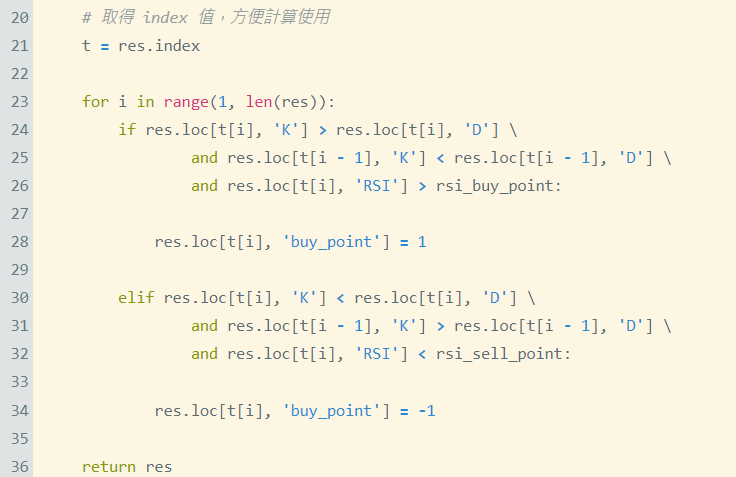 20 # 取得 index 值，方便計算使用
21 t = res.index
22
23 for i in range(1, len(res)):
24 if res.loc[t[i], 'K'] > res.loc[t[i], 'D'] \
25 and res.loc[t[i - 1], 'K'] < res.loc[t[i - 1], 'D'] \
26 and res.loc[t[i], 'RSI'] > rsi_buy_point:
27
28 res.loc[t[i], 'buy_point'] = 1
29
30 elif res.loc[t[i], 'K'] < res.loc[t[i], 'D'] \
31 and res.loc[t[i - 1], 'K'] > res.loc[t[i - 1], 'D'] \
32 and res.loc[t[i], 'RSI'] < rsi_sell_point:
33
34 res.loc[t[i], 'buy_point'] = -1
35
36 return res